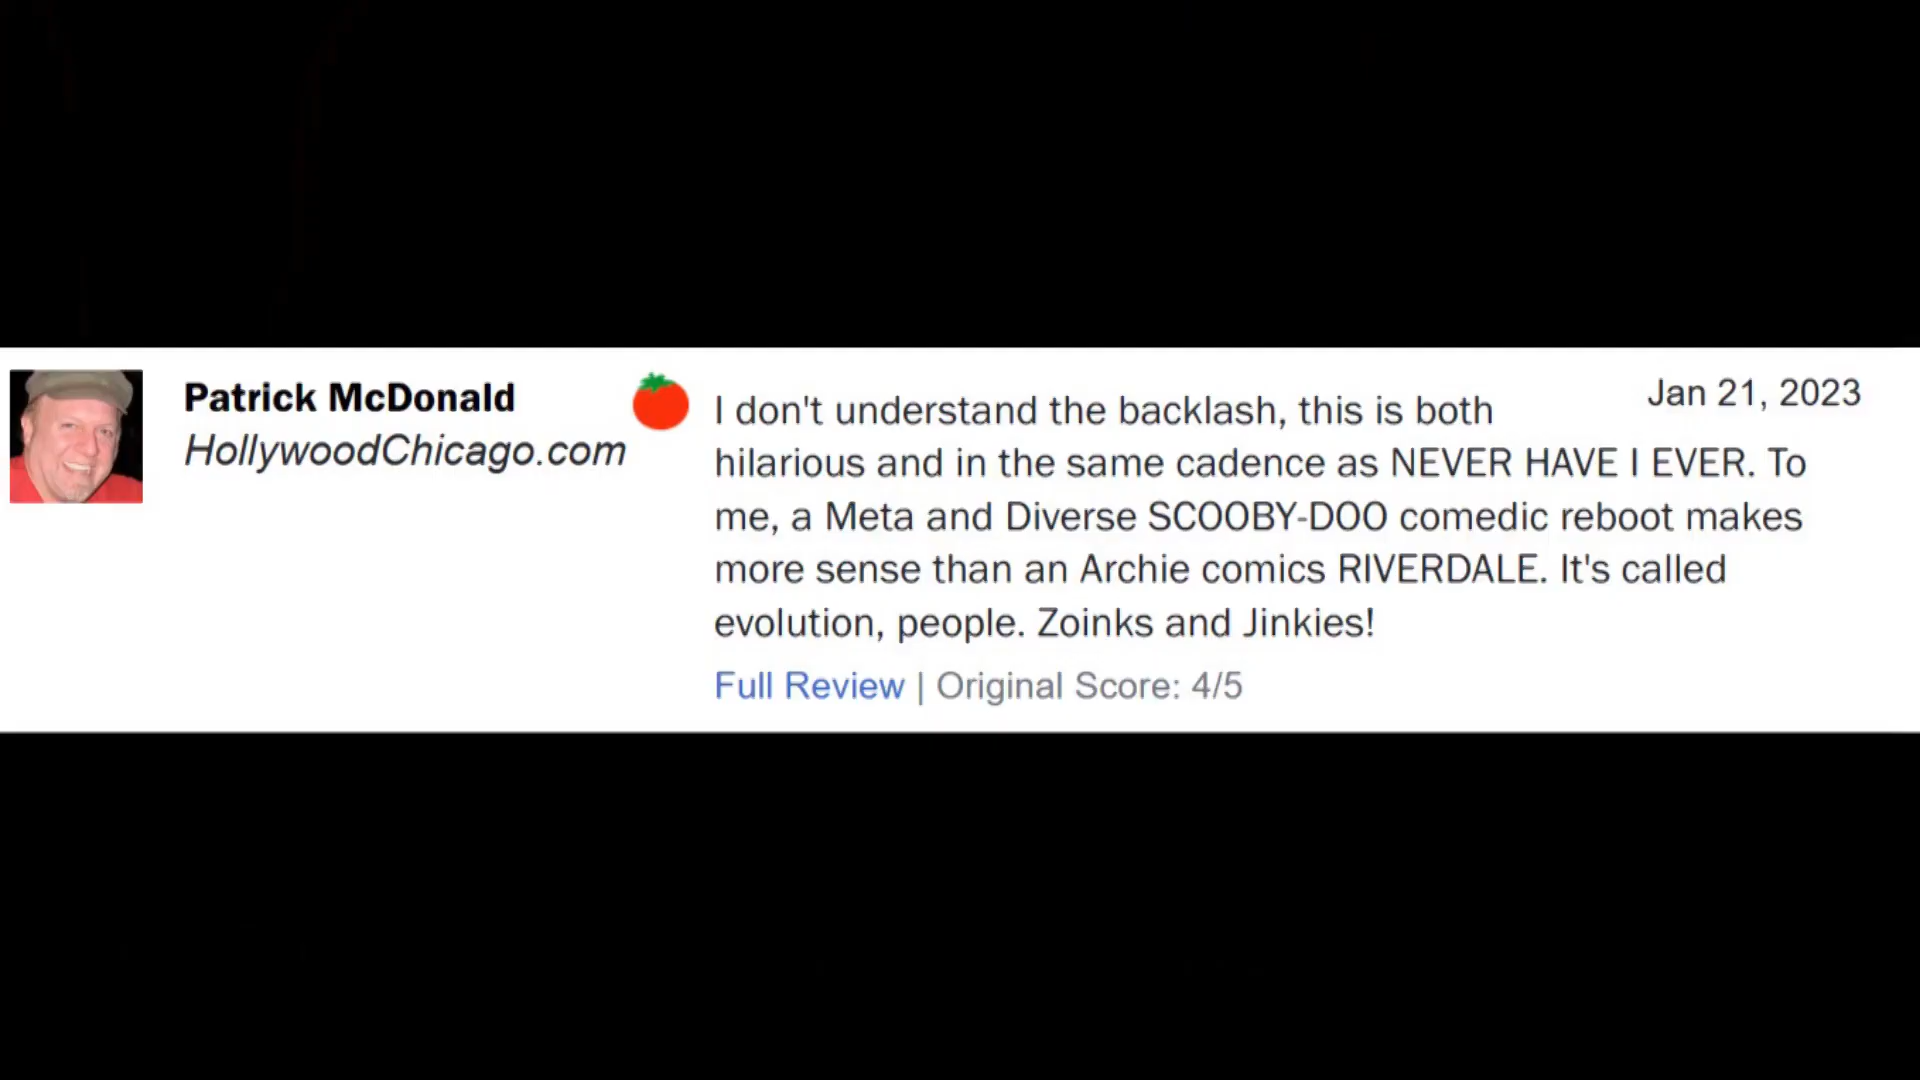 Patrick McDonald
HollywoodChicago.com
I don't understand the backlash, this is both
hilarious and in the same cadence as NEVER HAVE I EVER. To
me, a Meta and Diverse SCOOBY-DOO comedic reboot makes
more sense than an Archie comics RIVERDALE. It's called
evolution, people. Zoinks and Jinkies!
Full Review | Original Score: 4/5
Jan 21, 2023